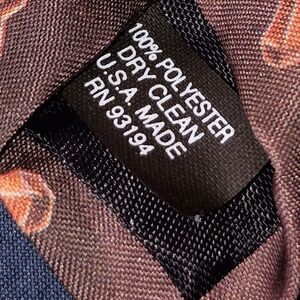 100% POLYESTER
DRY CLEAN
U.S.A. MADE
RN 93194